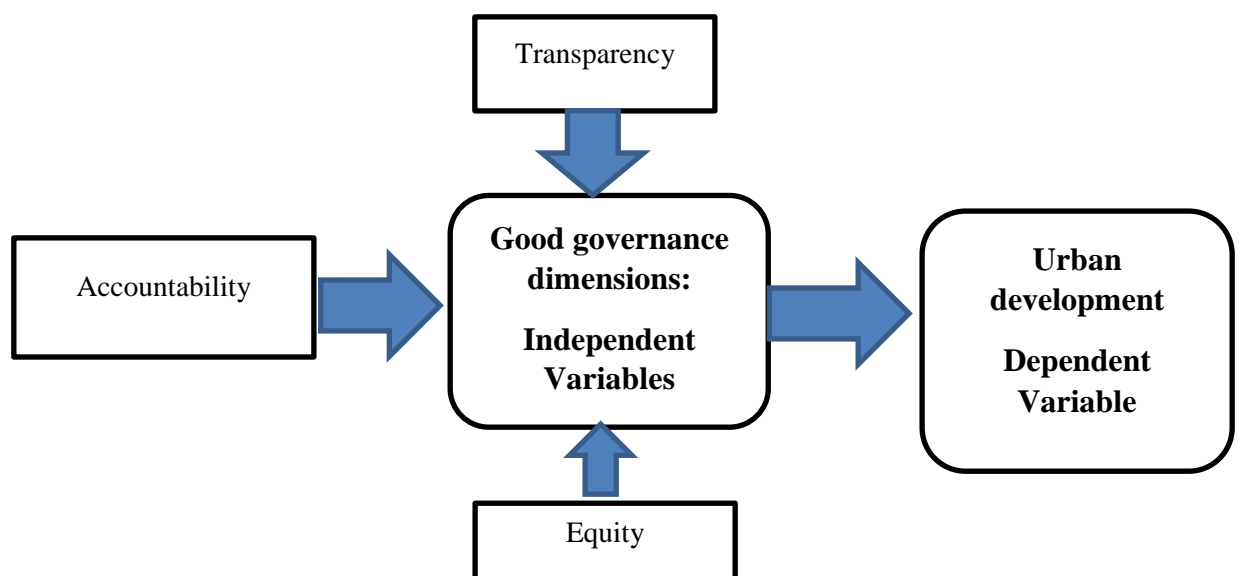 Transparency
Accountability
Good governance
dimensions:
Independent
Variables
Urban
development
Dependent
Variable
Equity